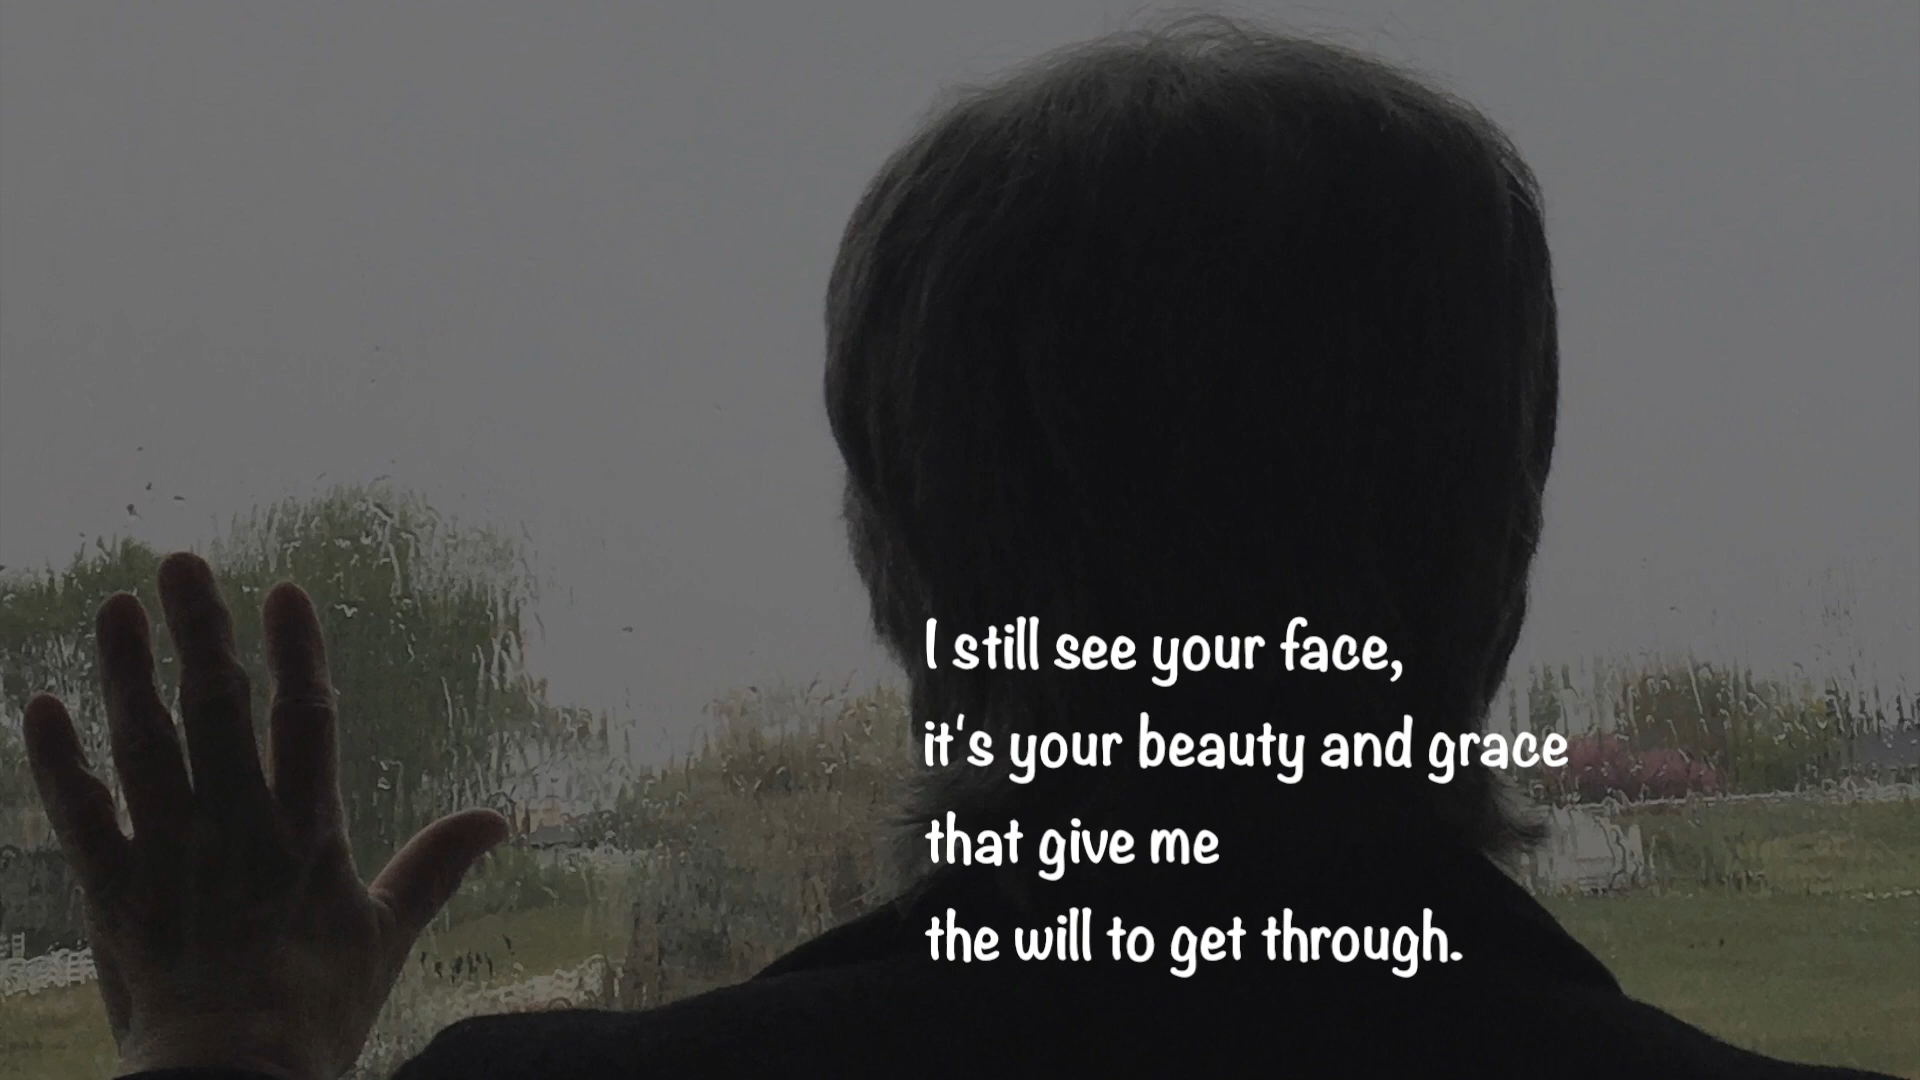 I still see your face,
it's your beauty and grace
that give me
the will to get through.